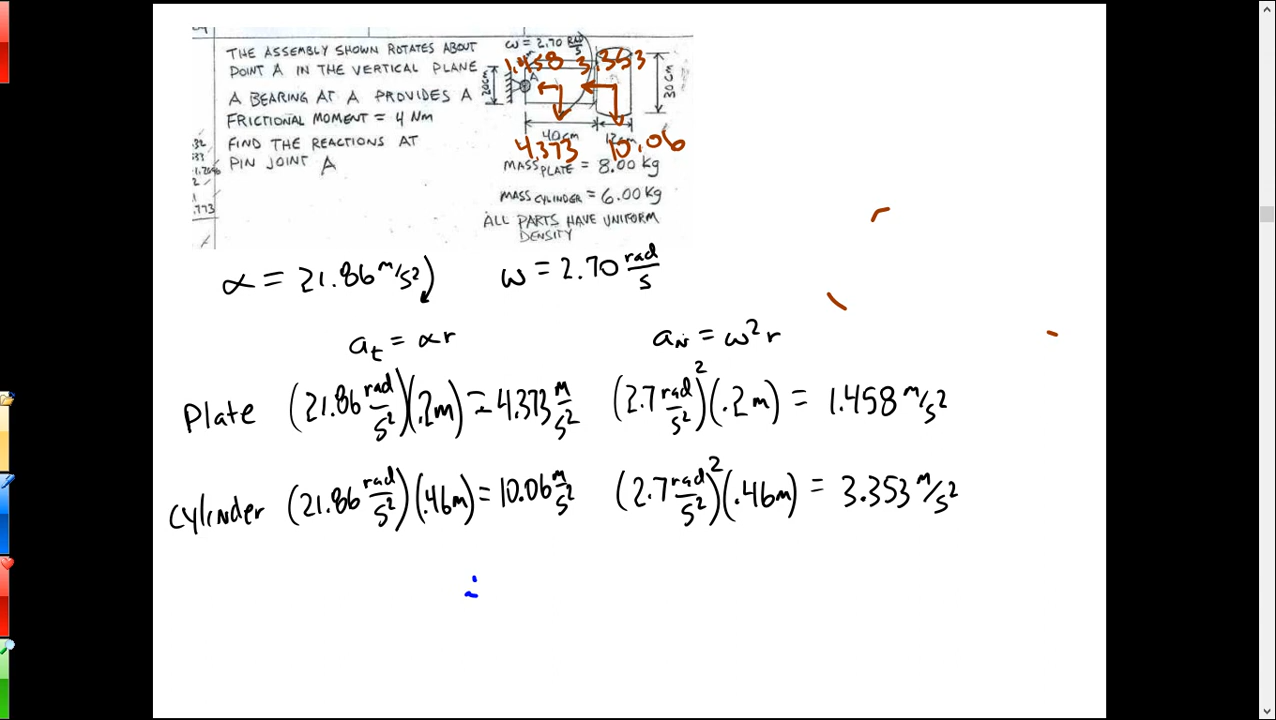 THE ASSEMBLY SHOWN ROTATES ABOUT
POINT A IN THE VERTICAL PLANE
A BEARING AT A PROVIDES A
FRICTIONAL MOMENT = 4 NM
FIND THE REACTIONS AT
PIN JOINT A
ω = 2.70 RAD/S
1.458 3.353
A
20cm
30cm
40cm 12cm
4.373 10.06
MASS PLATE = 8.00 kg
MASS CYLINDER = 6.00 Kg
ALL PARTS HAVE UNIFORM
DENSITY
.773
α = 21.86 m/s² ω = 2.70 rad/s
a_t = αr a_N = ω²r
Plate (21.86 rad/s²)(.2m) = 4.373 m/s² (2.7 rad/s²)²(.2m) = 1.458 m/s²
Cylinder (21.86 rad/s²)(.46m) = 10.06 m/s² (2.7 rad/s²)²(.46m) = 3.353 m/s²